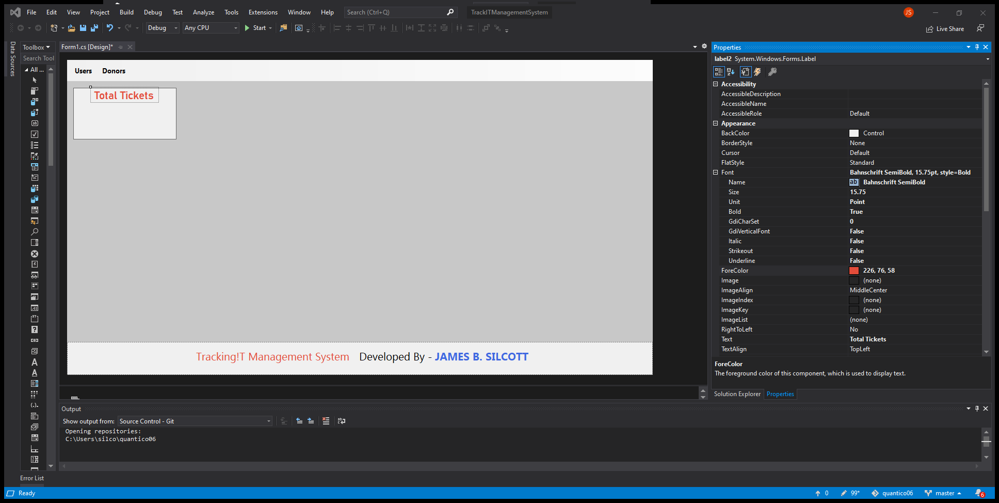 File Edit View Project Build Debug Test Analyze Tools Extensions Window Help Search (Ctrl+Q) TrackITManagementSystem JS
Debug Any CPU Start Live Share
Data Sources
Toolbox
Search Tool
All ...
Form1.cs [Design]*
Users Donors
Total Tickets
Tracking!T Management System Developed By - JAMES B. SILCOTT
Properties
label2 System.Windows.Forms.Label
Accessibility
AccessibleDescription
AccessibleName
AccessibleRole Default
Appearance
BackColor Control
BorderStyle None
Cursor Default
FlatStyle Standard
Font Bahnschrift SemiBold, 15.75pt, style=Bold
Name ab Bahnschrift SemiBold
Size 15.75
Unit Point
Bold True
GdiCharSet 0
GdiVerticalFont False
Italic False
Strikeout False
Underline False
ForeColor 226, 76, 58
Image (none)
ImageAlign MiddleCenter
ImageIndex (none)
ImageKey (none)
ImageList (none)
RightToLeft No
Text Total Tickets
TextAlign TopLeft
ForeColor
The foreground color of this component, which is used to display text.
Solution Explorer Properties
Output
Show output from: Source Control - Git
Opening repositories:
C:\Users\silco\quantico06
Error List
Ready 0 99* quantico06 master 6